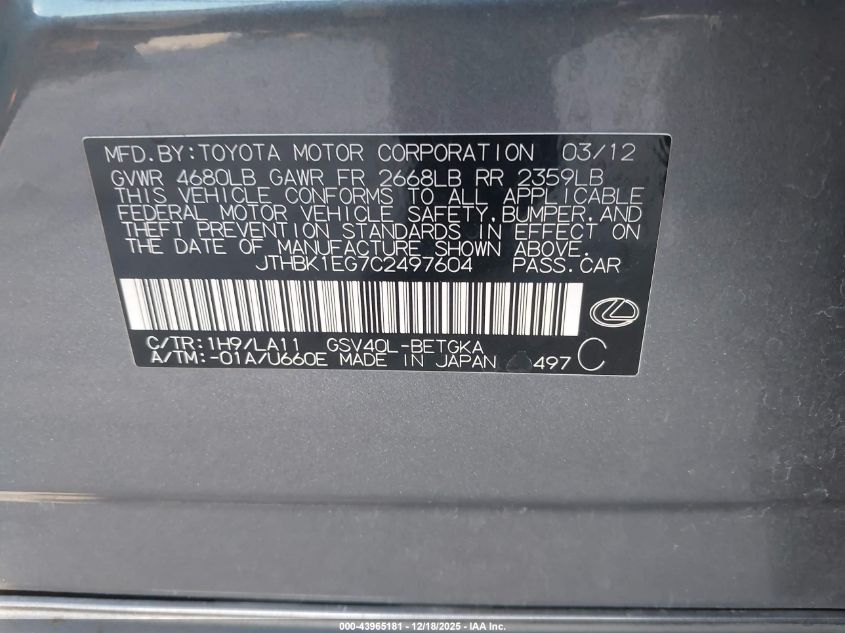 MFD.BY:TOYOTA MOTOR CORPORATION 03/12
GVWR 4680LB GAWR FR 2668LB RR 2359LB
THIS VEHICLE CONFORMS TO ALL APPLICABLE
FEDERAL MOTOR VEHICLE SAFETY,BUMPER,AND
THEFT PREVENTION STANDARDS IN EFFECT ON
THE DATE OF MANUFACTURE SHOWN ABOVE.
JTHBK1EG7C2497604 PASS.CAR
C/TR:1H9/LA11 GSV40L-BETGKA
A/TM:-01A/U660E MADE IN JAPAN 497 C
000-43965181 - 12/18/2025 - IAA Inc.